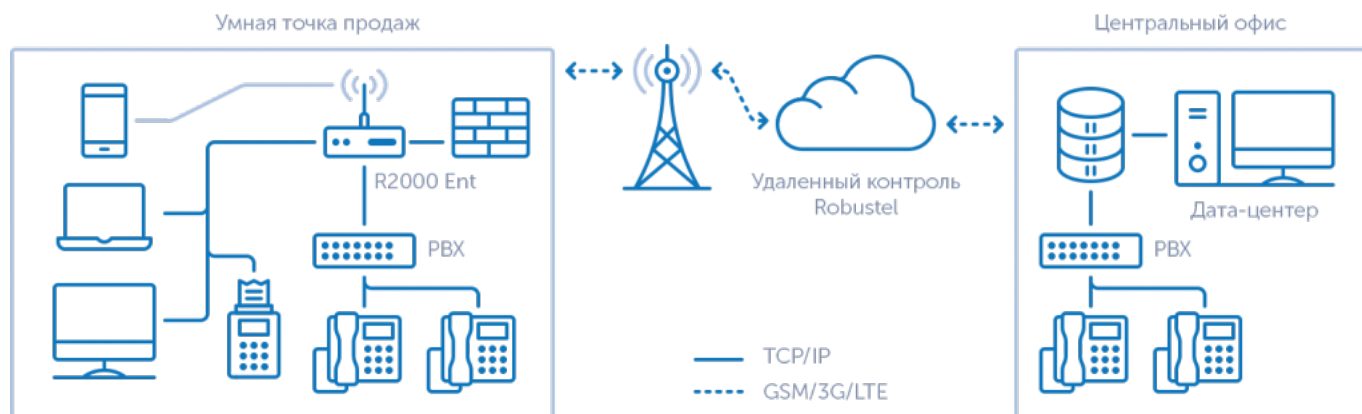 Умная точка продаж
Центральный офис
R2000 Ent
Удаленный контроль
Robustel
Дата-центр
PBX
PBX
TCP/IP
GSM/3G/LTE